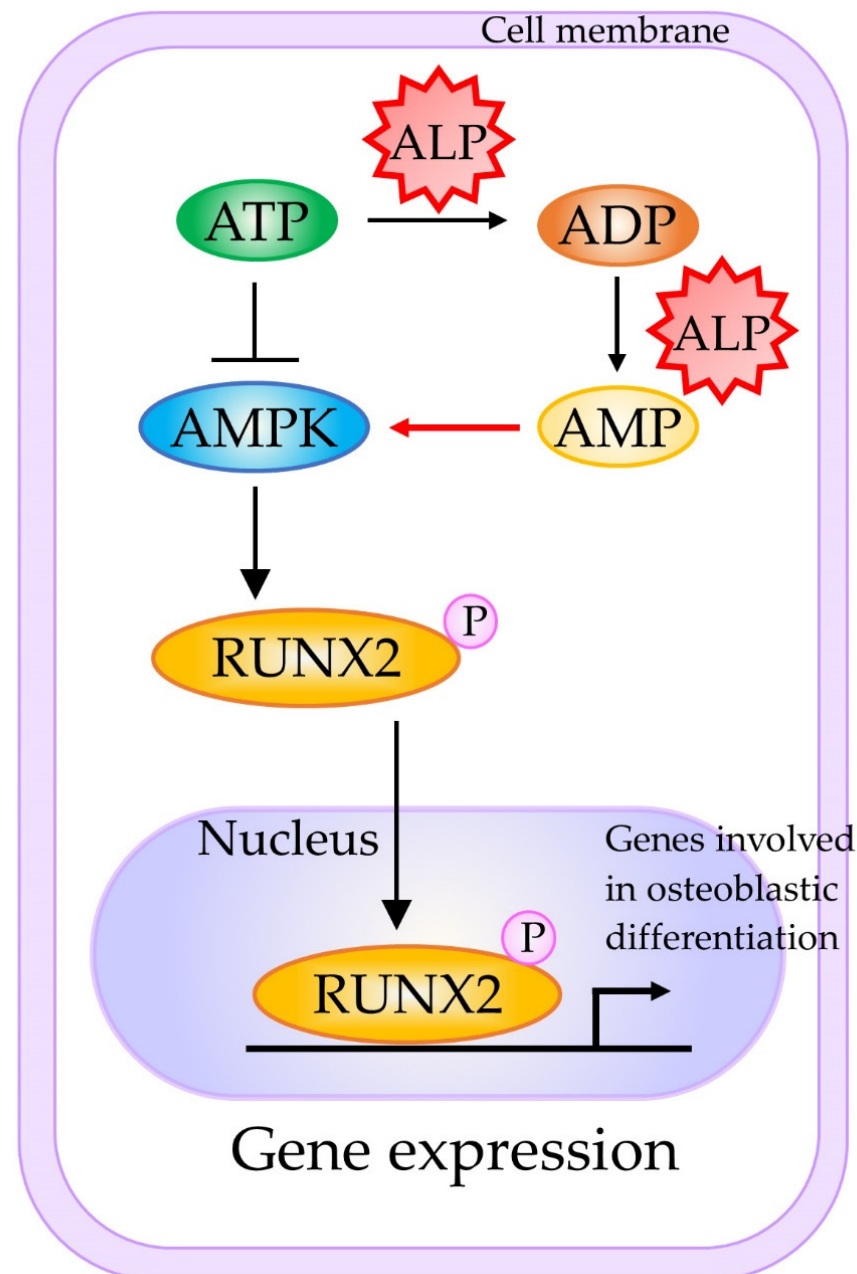 Cell membrane
ALP
ATP
ADP
ALP
AMPK
AMP
P
RUNX2
Nucleus
Genes involved
in osteoblastic
differentiation
P
RUNX2
Gene expression